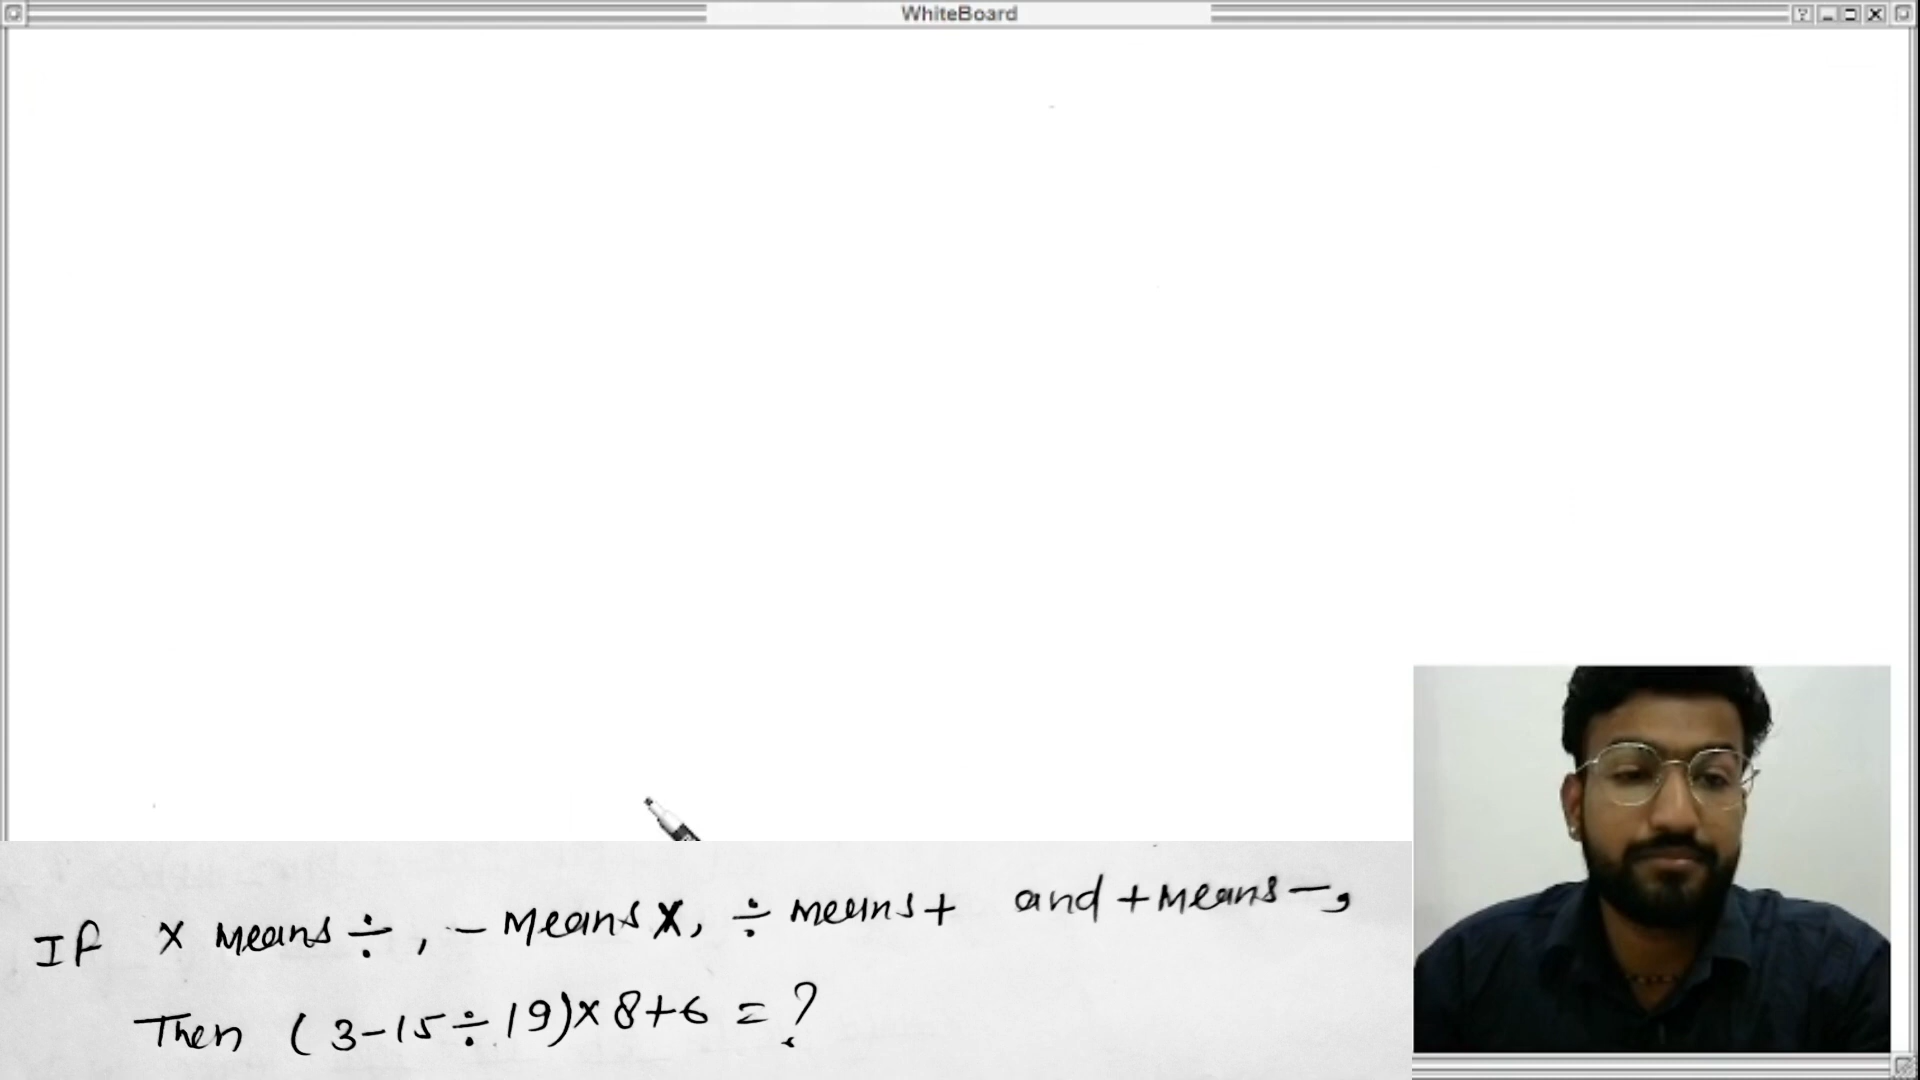 WhiteBoard
If × means ÷, - means ×, ÷ means + and + means -,
Then (3-15÷19)×8+6 = ?